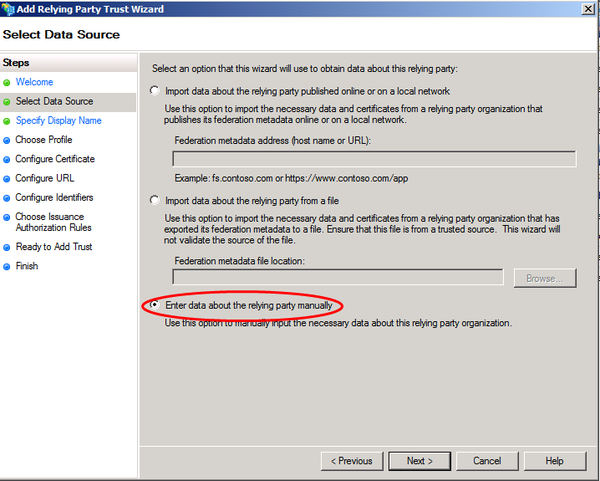 Add Relying Party Trust Wizard
Select Data Source
Steps
Welcome
Select Data Source
Specify Display Name
Choose Profile
Configure Certificate
Configure URL
Configure Identifiers
Choose Issuance
Authorization Rules
Ready to Add Trust
Finish
Select an option that this wizard will use to obtain data about this relying party:
Import data about the relying party published online or on a local network
Use this option to import the necessary data and certificates from a relying party organization that
publishes its federation metadata online or on a local network.
Federation metadata address (host name or URL):
Example: fs.contoso.com or https://www.contoso.com/app
Import data about the relying party from a file
Use this option to import the necessary data and certificates from a relying party organization that has
exported its federation metadata to a file. Ensure that this file is from a trusted source. This wizard will
not validate the source of the file.
Federation metadata file location:
Browse...
Enter data about the relying party manually
Use this option to manually input the necessary data about this relying party organization.
< Previous
Next >
Cancel
Help